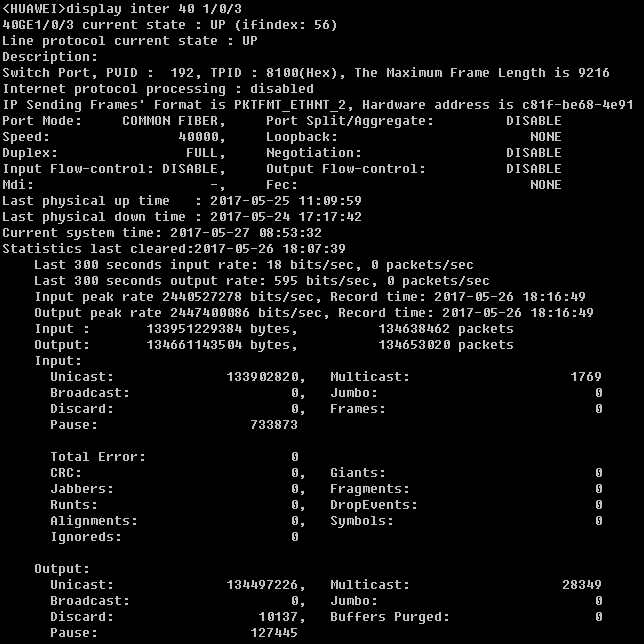 <HUAWEI>display inter 40 1/0/3
40GE1/0/3 current state : UP (ifindex: 56)
Line protocol current state : UP
Description:
Switch Port, PVID :  192, TPID : 8100(Hex), The Maximum Frame Length is 9216
Internet protocol processing : disabled
IP Sending Frames' Format is PKTFMT_ETHNT_2, Hardware address is c81f-be68-4e91
Port Mode:     COMMON FIBER,     Port Split/Aggregate:         DISABLE
Speed:                40000,     Loopback:                        NONE
Duplex:                FULL,     Negotiation:                  DISABLE
Input Flow-control: DISABLE,     Output Flow-control:          DISABLE
Mdi:                      -,     Fec:                             NONE
Last physical up time   : 2017-05-25 11:09:59
Last physical down time : 2017-05-24 17:17:42
Current system time: 2017-05-27 08:53:32
Statistics last cleared:2017-05-26 18:07:39
    Last 300 seconds input rate: 18 bits/sec, 0 packets/sec
    Last 300 seconds output rate: 595 bits/sec, 0 packets/sec
    Input peak rate 2440527278 bits/sec, Record time: 2017-05-26 18:16:49
    Output peak rate 2447400086 bits/sec, Record time: 2017-05-26 18:16:49
    Input :       133951229384 bytes,          134638462 packets
    Output:       134661143504 bytes,          134653020 packets
    Input:
      Unicast:              133902820,   Multicast:                    1769
      Broadcast:                    0,   Jumbo:                           0
      Discard:                      0,   Frames:                          0
      Pause:                   733873

      Total Error:                  0
      CRC:                          0,   Giants:                          0
      Jabbers:                      0,   Fragments:                       0
      Runts:                        0,   DropEvents:                      0
      Alignments:                   0,   Symbols:                         0
      Ignoreds:                     0

    Output:
      Unicast:              134497226,   Multicast:                   28349
      Broadcast:                    0,   Jumbo:                           0
      Discard:                  10137,   Buffers Purged:                  0
      Pause:                   127445